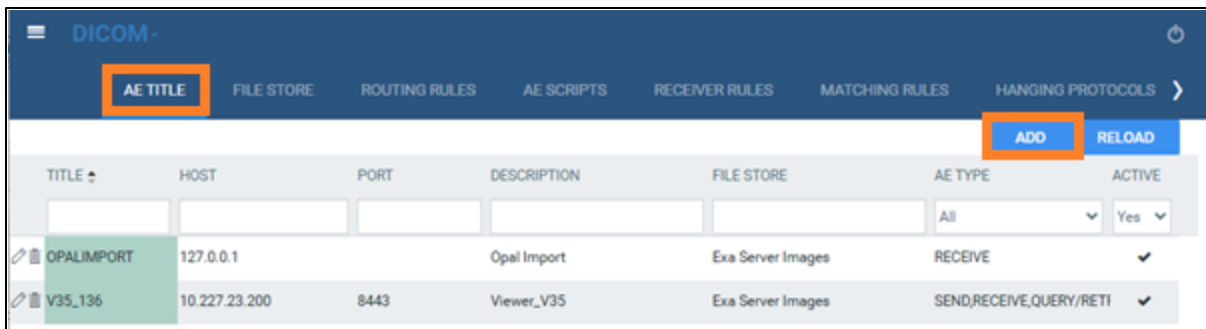 DICOM
AE TITLE FILE STORE ROUTING RULES AE SCRIPTS RECEIVER RULES MATCHING RULES HANGING PROTOCOLS
ADD RELOAD
TITLE HOST PORT DESCRIPTION FILE STORE AE TYPE ACTIVE
All Yes
OPALIMPORT 127.0.0.1 Opal Import Exa Server Images RECEIVE
V35_136 10.227.23.200 8443 Viewer_V35 Exa Server Images SEND,RECEIVE,QUERY/RETI